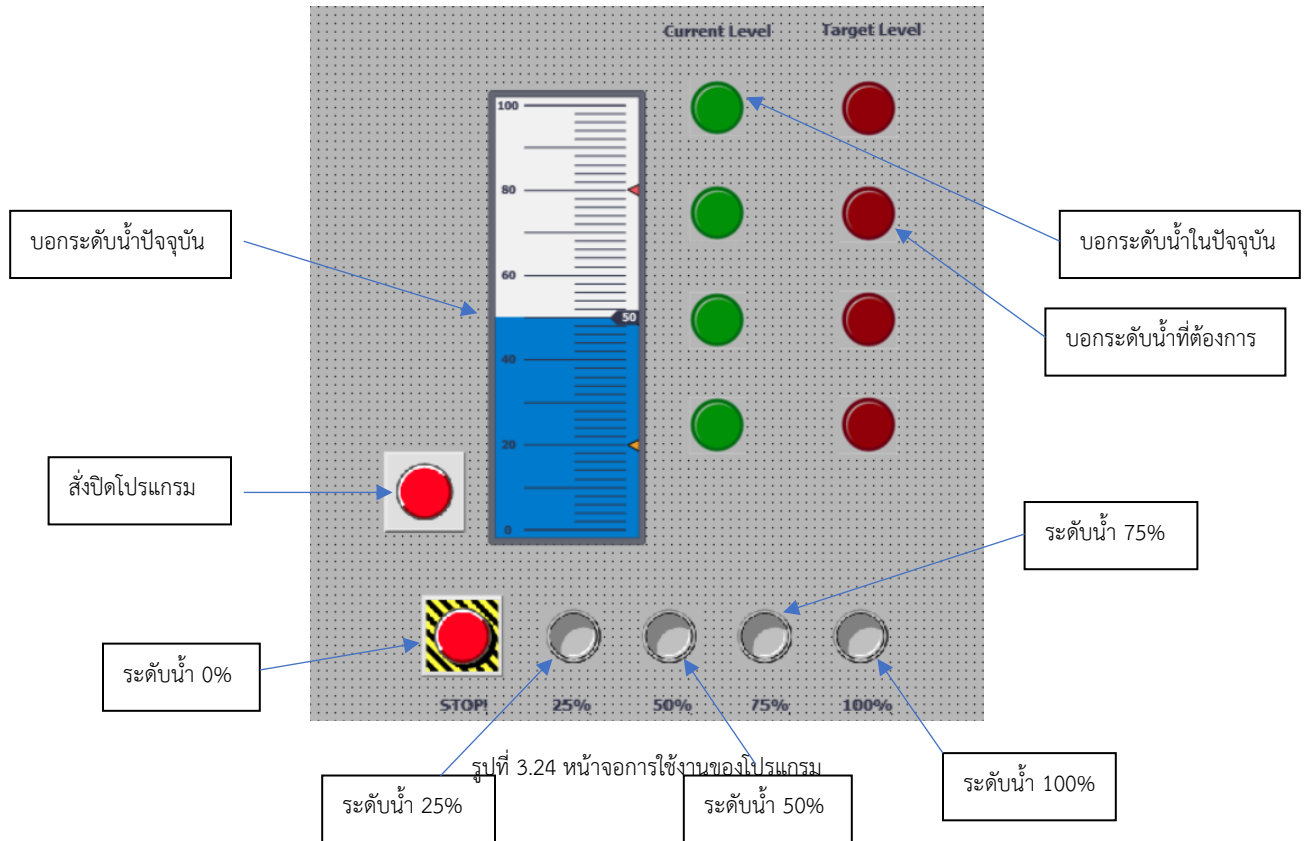 Current Level
Target Level
100
80
60
50
40
20
0
บอกระดับน้ำปัจจุบัน
บอกระดับน้ำในปัจจุบัน
บอกระดับน้ำที่ต้องการ
สั่งปิดโปรแกรม
ระดับน้ำ 75%
ระดับน้ำ 0%
STOP!
25%
50%
75%
100%
รูปที่ 3.24 หน้าจอการใช้งานของโปรแกรม
ระดับน้ำ 25%
ระดับน้ำ 50%
ระดับน้ำ 100%